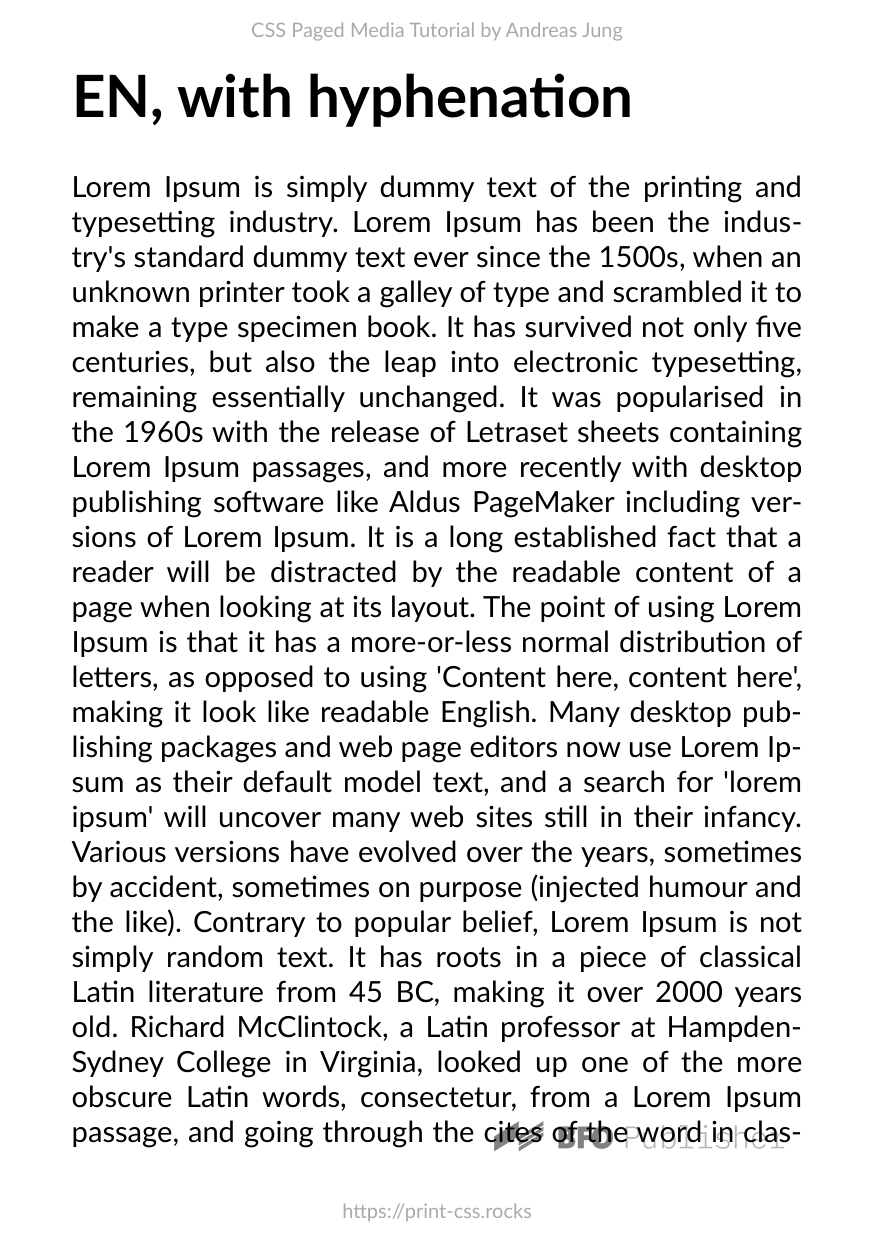 CSS Paged Media Tutorial by Andreas Jung
EN, with hyphenation
Lorem Ipsum is simply dummy text of the printing and
typesetting industry. Lorem Ipsum has been the indus-
try's standard dummy text ever since the 1500s, when an
unknown printer took a galley of type and scrambled it to
make a type specimen book. It has survived not only five
centuries, but also the leap into electronic typesetting,
remaining essentially unchanged. It was popularised in
the 1960s with the release of Letraset sheets containing
Lorem Ipsum passages, and more recently with desktop
publishing software like Aldus PageMaker including ver-
sions of Lorem Ipsum. It is a long established fact that a
reader will be distracted by the readable content of a
page when looking at its layout. The point of using Lorem
Ipsum is that it has a more-or-less normal distribution of
letters, as opposed to using 'Content here, content here',
making it look like readable English. Many desktop pub-
lishing packages and web page editors now use Lorem Ip-
sum as their default model text, and a search for 'lorem
ipsum' will uncover many web sites still in their infancy.
Various versions have evolved over the years, sometimes
by accident, sometimes on purpose (injected humour and
the like). Contrary to popular belief, Lorem Ipsum is not
simply random text. It has roots in a piece of classical
Latin literature from 45 BC, making it over 2000 years
old. Richard McClintock, a Latin professor at Hampden-
Sydney College in Virginia, looked up one of the more
obscure Latin words, consectetur, from a Lorem Ipsum
passage, and going through the cites of the word in clas-
BFO Publisher
https://print-css.rocks